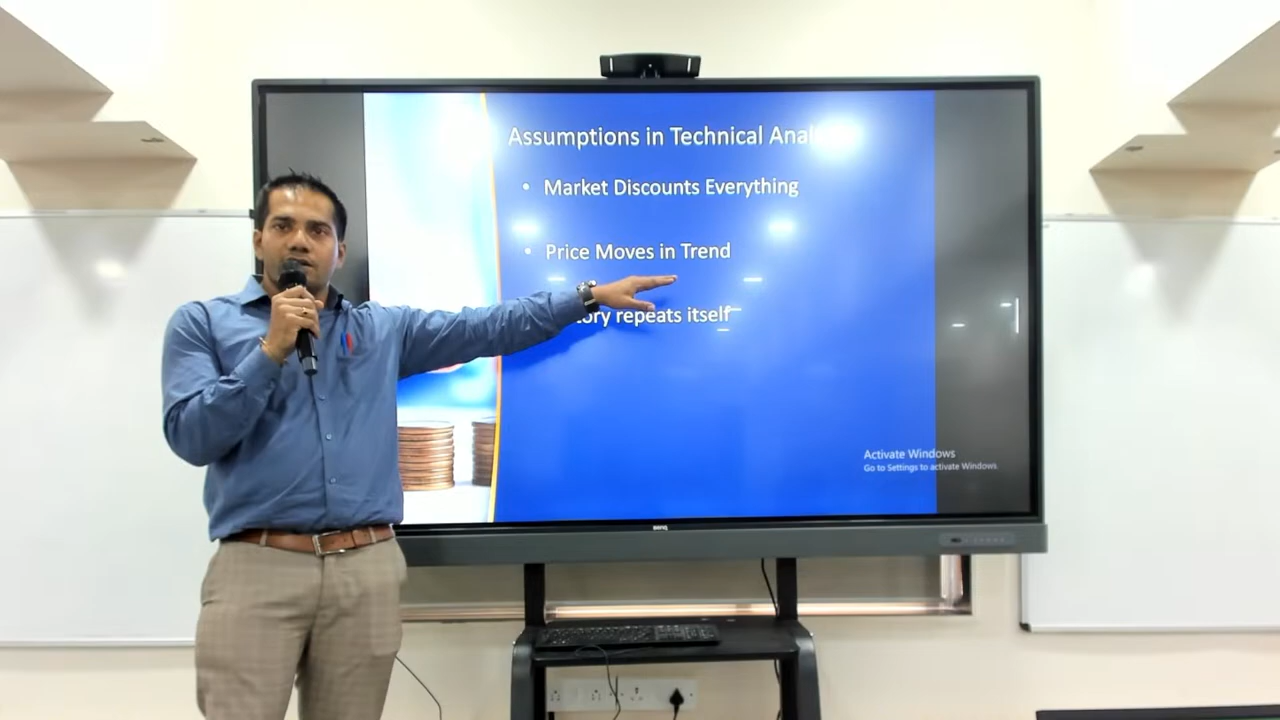 Assumptions in Technical
• Market Discounts Everything
• Price Moves in Trend
repeats itself
Activate Windows
Go to Settings to activate Windows
BenQ